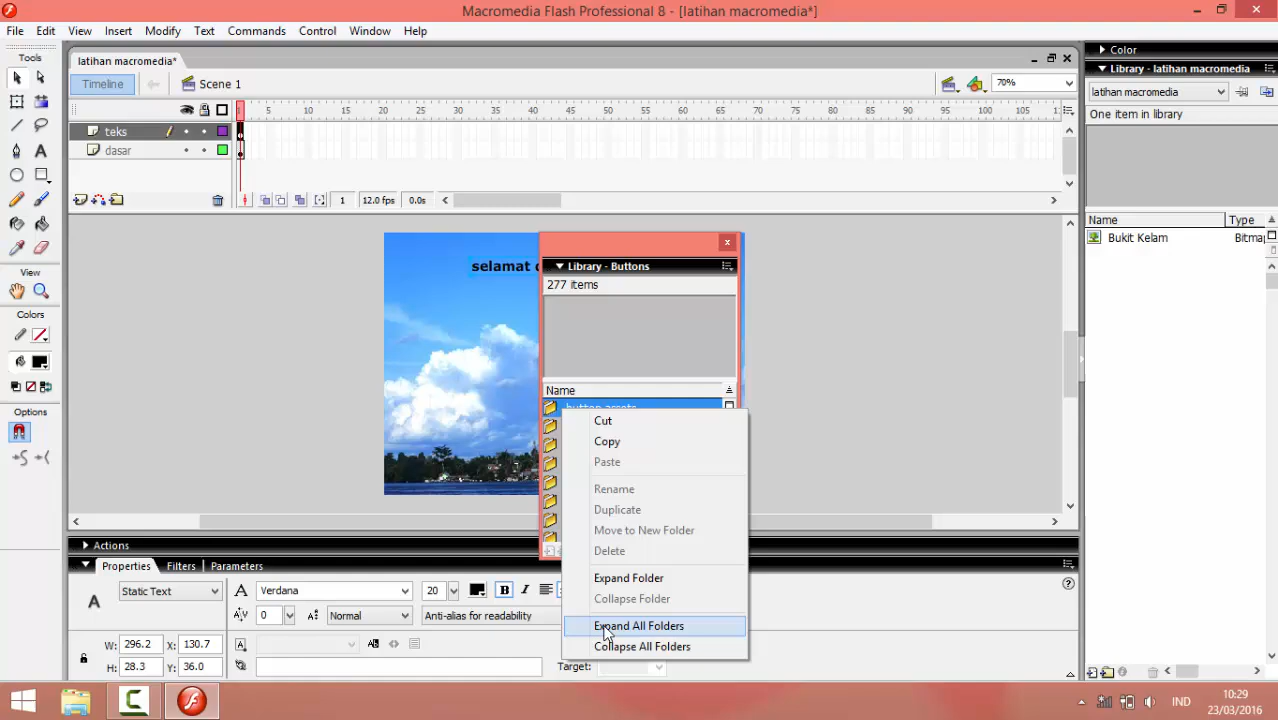 Macromedia Flash Professional 8 - [latihan macromedia*]
File Edit View Insert Modify Text Commands Control Window Help
Tools
View
Colors
Options
latihan macromedia*
Timeline
Scene 1
70%
5 10 15 20 25 30 35 40 45 50 55 60 65 70 75 80 85 90 95 100 105
teks
dasar
1 12.0 fps 0.0s
selamat
Library - Buttons
277 items
Name
button assets
Cut
Copy
Paste
Rename
Duplicate
Move to New Folder
Delete
Expand Folder
Collapse Folder
Expand All Folders
Collapse All Folders
Actions
Properties Filters Parameters
Static Text
A
Verdana
20
B I
0
Normal
Anti-alias for readability
W: 296.2 X: 130.7
H: 28.3 Y: 36.0
Target:
Color
Library - latihan macromedia
latihan macromedia
One item in library
Name Type
Bukit Kelam Bitma
IND
10:29
23/03/2016